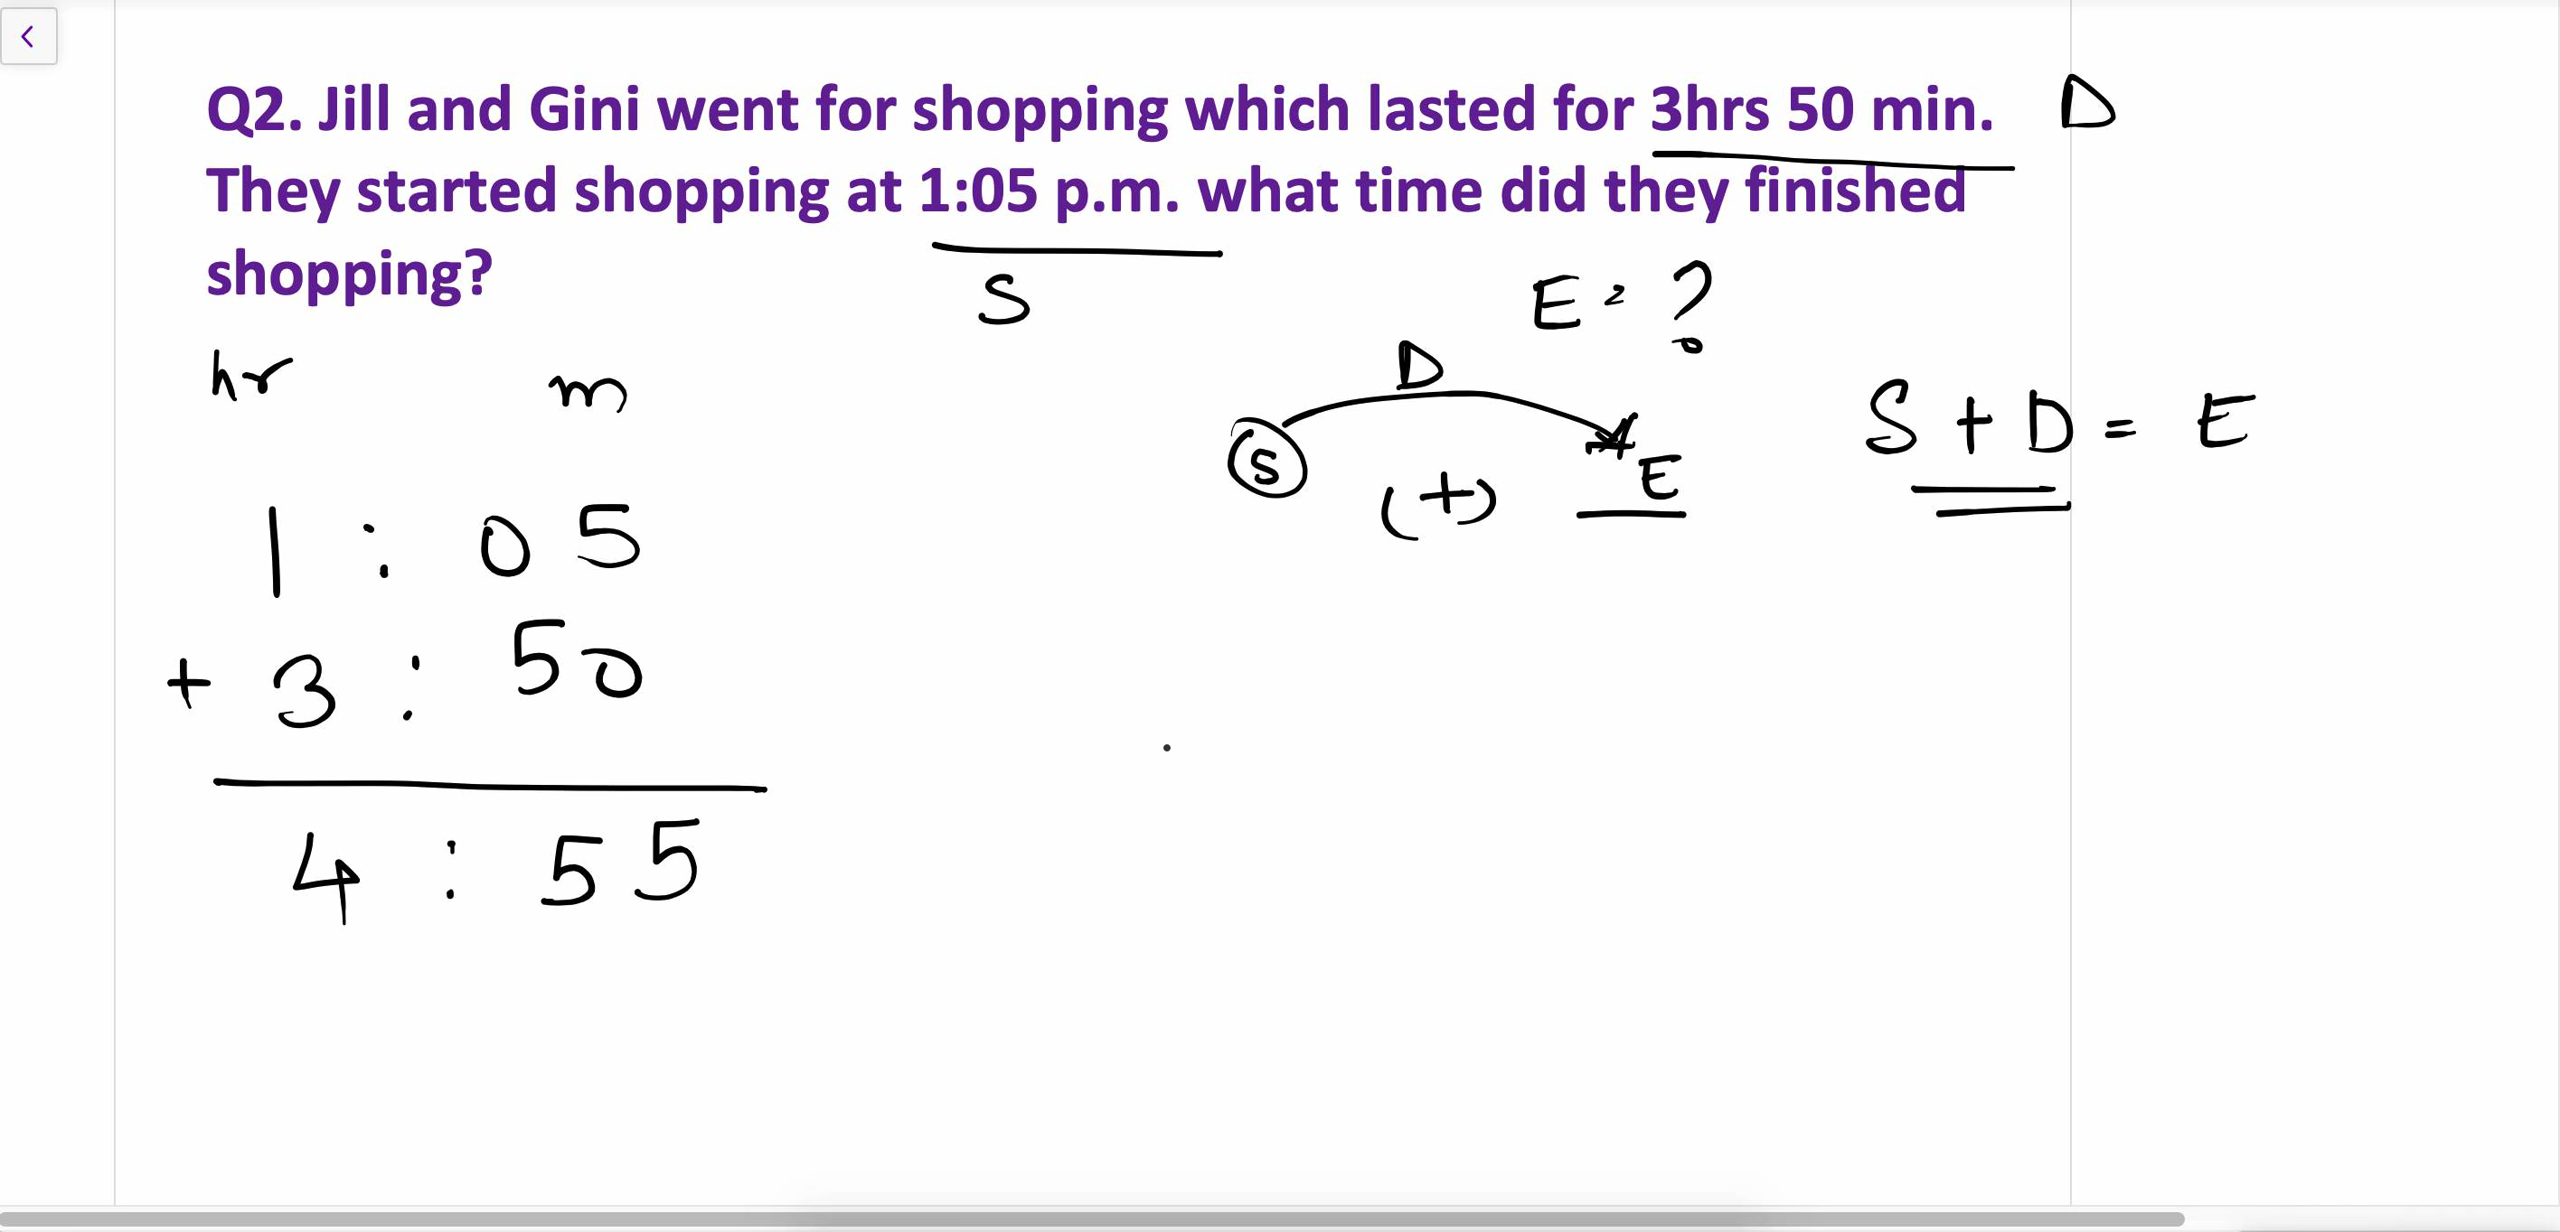 Q2. Jill and Gini went for shopping which lasted for 3hrs 50 min. D
They started shopping at 1:05 p.m. what time did they finished
shopping?
S
E = ?
hr m
D
S (+) E
S + D = E
1 : 05
+ 3 : 50
4 : 55